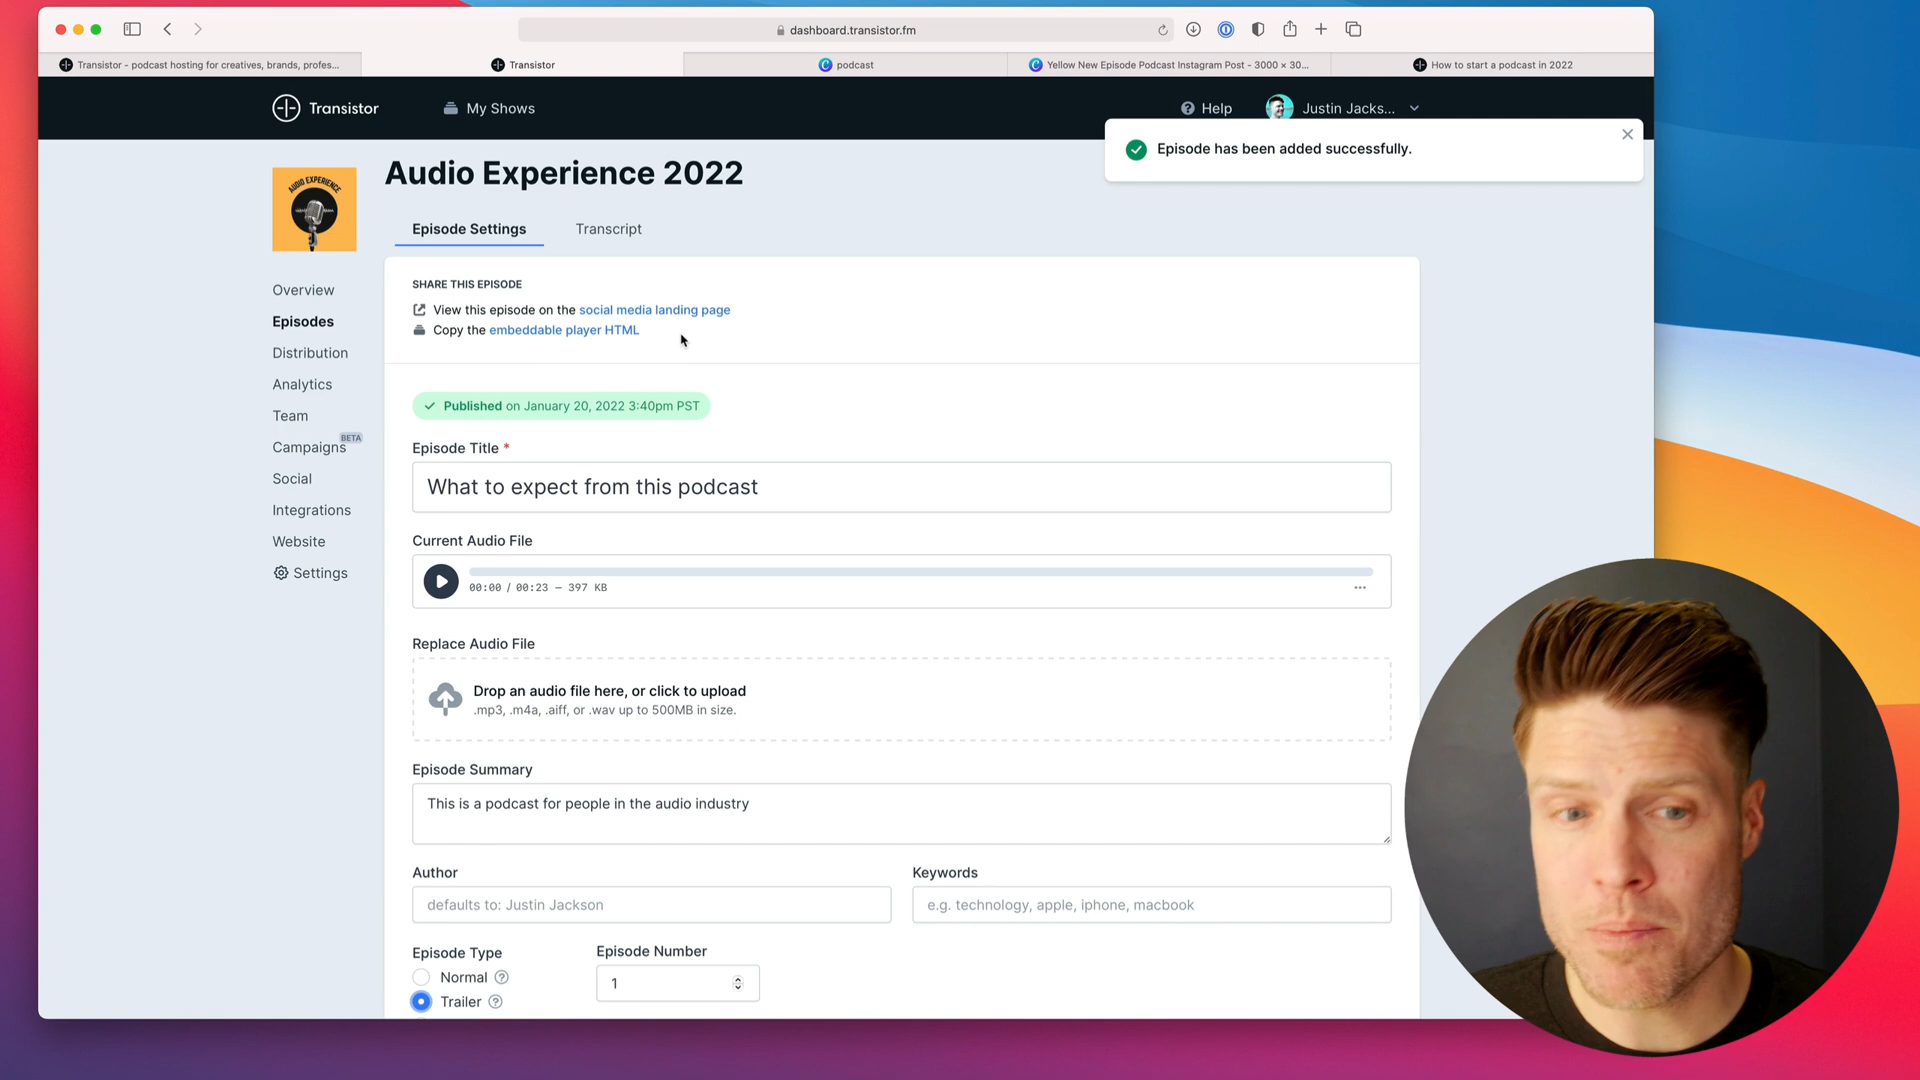 dashboard.transistor.fm
Transistor - podcast hosting for creatives, brands, profes...
Transistor
podcast
Yellow New Episode Podcast Instagram Post - 3000 × 30...
How to start a podcast in 2022
Transistor
My Shows
Help
Justin Jacks...
Episode has been added successfully.
AUDIO EXPERIENCE
Audio Experience 2022
Episode Settings
Transcript
Overview
Episodes
Distribution
Analytics
Team
Campaigns BETA
Social
Integrations
Website
Settings
SHARE THIS EPISODE
View this episode on the social media landing page
Copy the embeddable player HTML
Published on January 20, 2022 3:40pm PST
Episode Title *
What to expect from this podcast
Current Audio File
00:00 / 00:23 — 397 KB
Replace Audio File
Drop an audio file here, or click to upload
.mp3, .m4a, .aiff, or .wav up to 500MB in size.
Episode Summary
This is a podcast for people in the audio industry
Author
Keywords
defaults to: Justin Jackson
e.g. technology, apple, iphone, macbook
Episode Type
Episode Number
Normal
1
Trailer